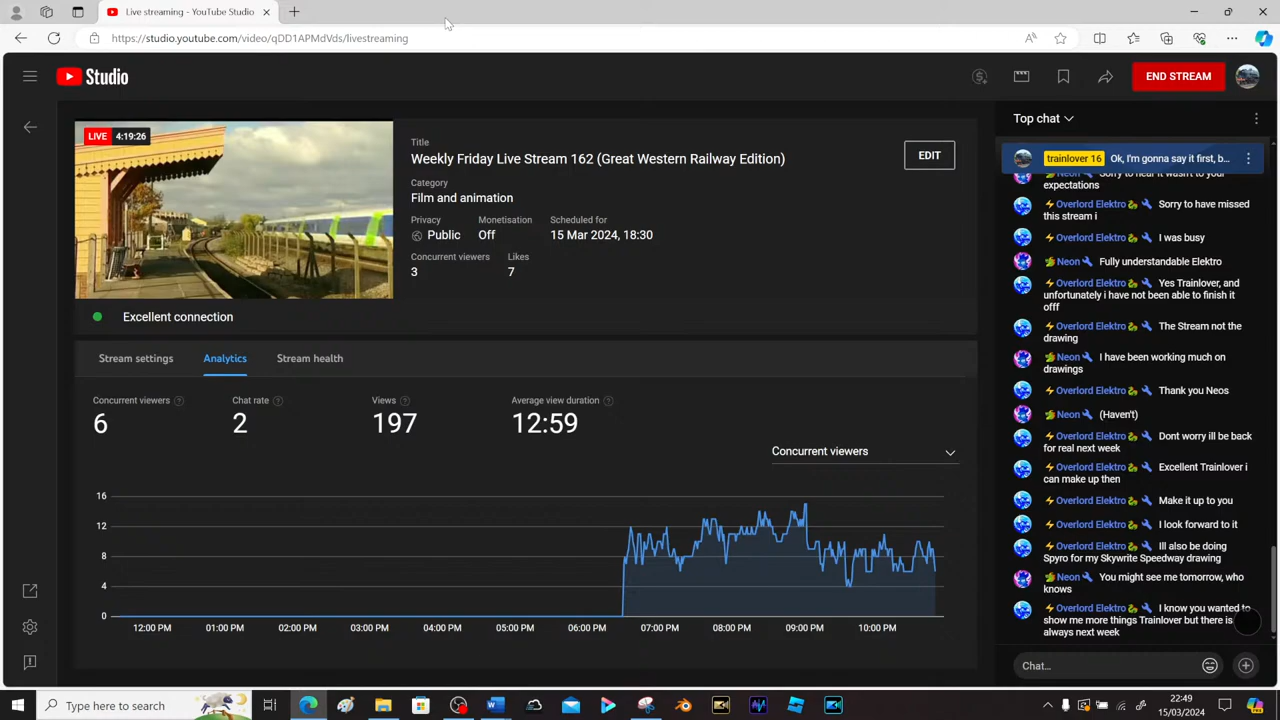 Live streaming - YouTube Studio
https://studio.youtube.com/video/qDD1APMdVds/livestreaming
Studio
END STREAM
LIVE 4:19:26
Title
Weekly Friday Live Stream 162 (Great Western Railway Edition)
EDIT
Category
Film and animation
Privacy
Public
Monetisation
Off
Scheduled for
15 Mar 2024, 18:30
Concurrent viewers
3
Likes
7
Excellent connection
Stream settings
Analytics
Stream health
Concurrent viewers
6
Chat rate
2
Views
197
Average view duration
12:59
Concurrent viewers
16
12
8
4
0
12:00 PM 01:00 PM 02:00 PM 03:00 PM 04:00 PM 05:00 PM 06:00 PM 07:00 PM 08:00 PM 09:00 PM 10:00 PM
Top chat
trainlover 16 Ok, I'm gonna say it first, b...
Neon Sorry to hear it wasn't to your
expectations
Overlord Elektro Sorry to have missed
this stream i
Overlord Elektro I was busy
Neon Fully understandable Elektro
Overlord Elektro Yes Trainlover, and
unfortunately i have not been able to finish it
offf
Overlord Elektro The Stream not the
drawing
Neon I have been working much on
drawings
Overlord Elektro Thank you Neos
Neon (Haven't)
Overlord Elektro Dont worry ill be back
for real next week
Overlord Elektro Excellent Trainlover i
can make up then
Overlord Elektro Make it up to you
Overlord Elektro I look forward to it
Overlord Elektro Ill also be doing
Spyro for my Skywrite Speedway drawing
Neon You might see me tomorrow, who
knows
Overlord Elektro I know you wanted to
show me more things Trainlover but there is
always next week
Chat...
Type here to search
22:49
15/03/2024